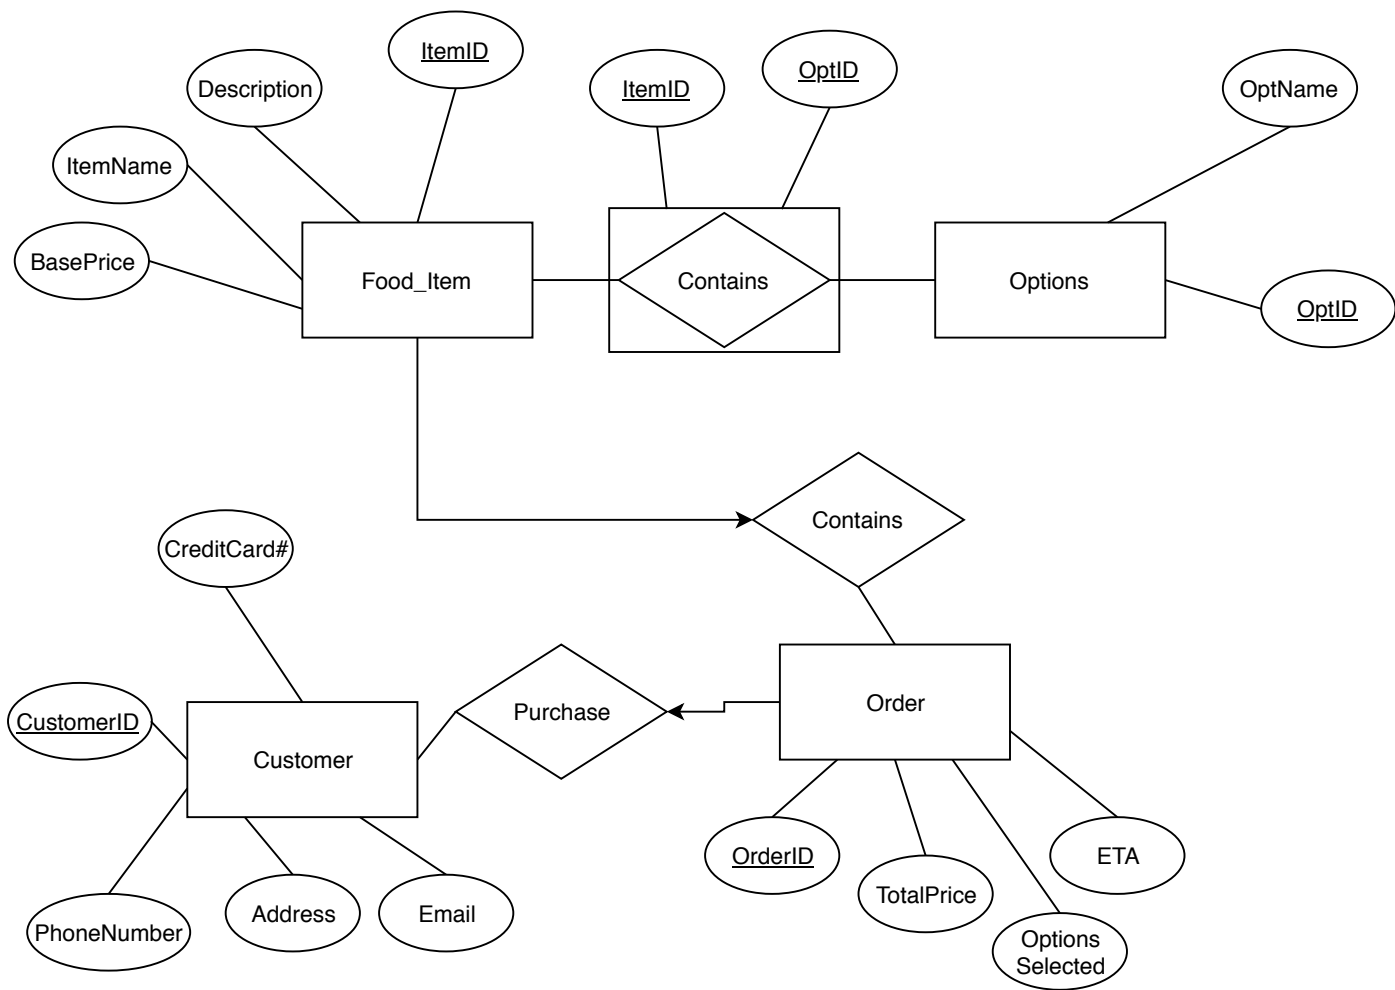 ItemID
Description
ItemID
OptID
OptName
ItemName
BasePrice
Food_Item
Contains
Options
OptID
Contains
CreditCard#
CustomerID
Customer
Purchase
Order
PhoneNumber
Address
Email
OrderID
TotalPrice
Options
Selected
ETA